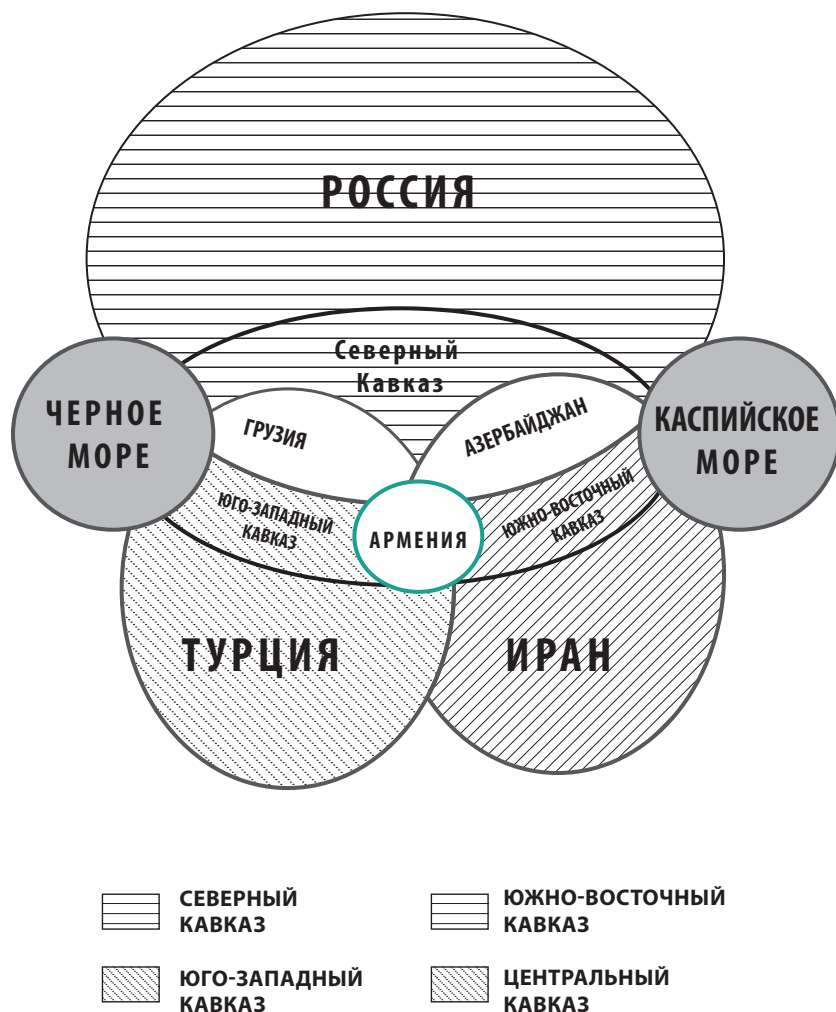 РОССИЯ
Северный
Кавказ
ЧЕРНОЕ
МОРЕ
ГРУЗИЯ
АЗЕРБАЙДЖАН
КАСПИЙСКОЕ
МОРЕ
ЮГО-ЗАПАДНЫЙ
КАВКАЗ
АРМЕНИЯ
ЮЖНО-ВОСТОЧНЫЙ
КАВКАЗ
ТУРЦИЯ
ИРАН
СЕВЕРНЫЙ
КАВКАЗ
ЮЖНО-ВОСТОЧНЫЙ
КАВКАЗ
ЮГО-ЗАПАДНЫЙ
КАВКАЗ
ЦЕНТРАЛЬНЫЙ
КАВКАЗ